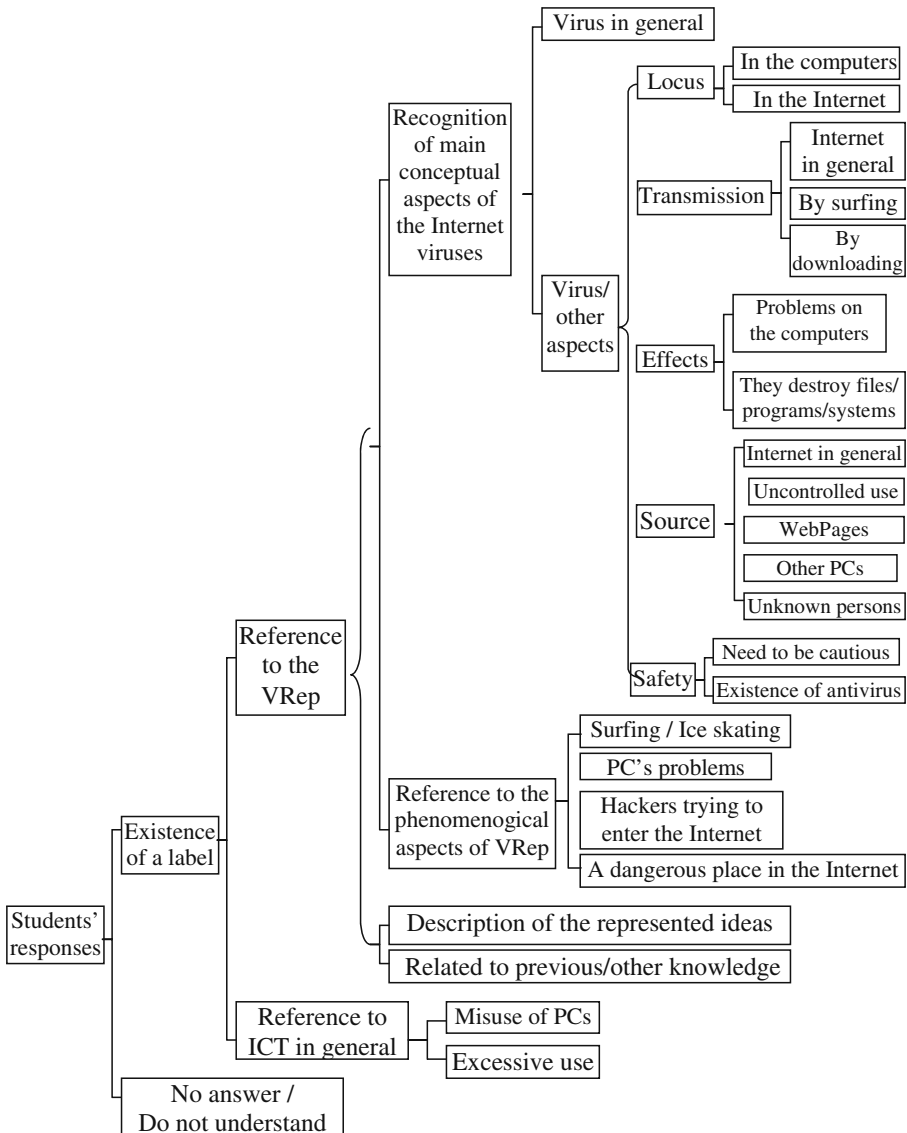 Virus in general
In the computers
Locus
In the Internet
Recognition
of main
conceptual
aspects of
the Internet
viruses
Internet
in general
Transmission
By surfing
By
downloading
Virus/
other
aspects
Problems on
the computers
Effects
They destroy files/
programs/systems
Internet in general
Uncontrolled use
Source
WebPages
Other PCs
Unknown persons
Reference
to the
VRep
Need to be cautious
Safety
Existence of antivirus
Surfing / Ice skating
PC's problems
Reference to the
phenomenogical
aspects of VRep
Hackers trying to
enter the Internet
A dangerous place in the Internet
Existence
of a label
Students'
responses
Description of the represented ideas
Related to previous/other knowledge
Reference to
ICT in general
Misuse of PCs
Excessive use
No answer /
Do not understand